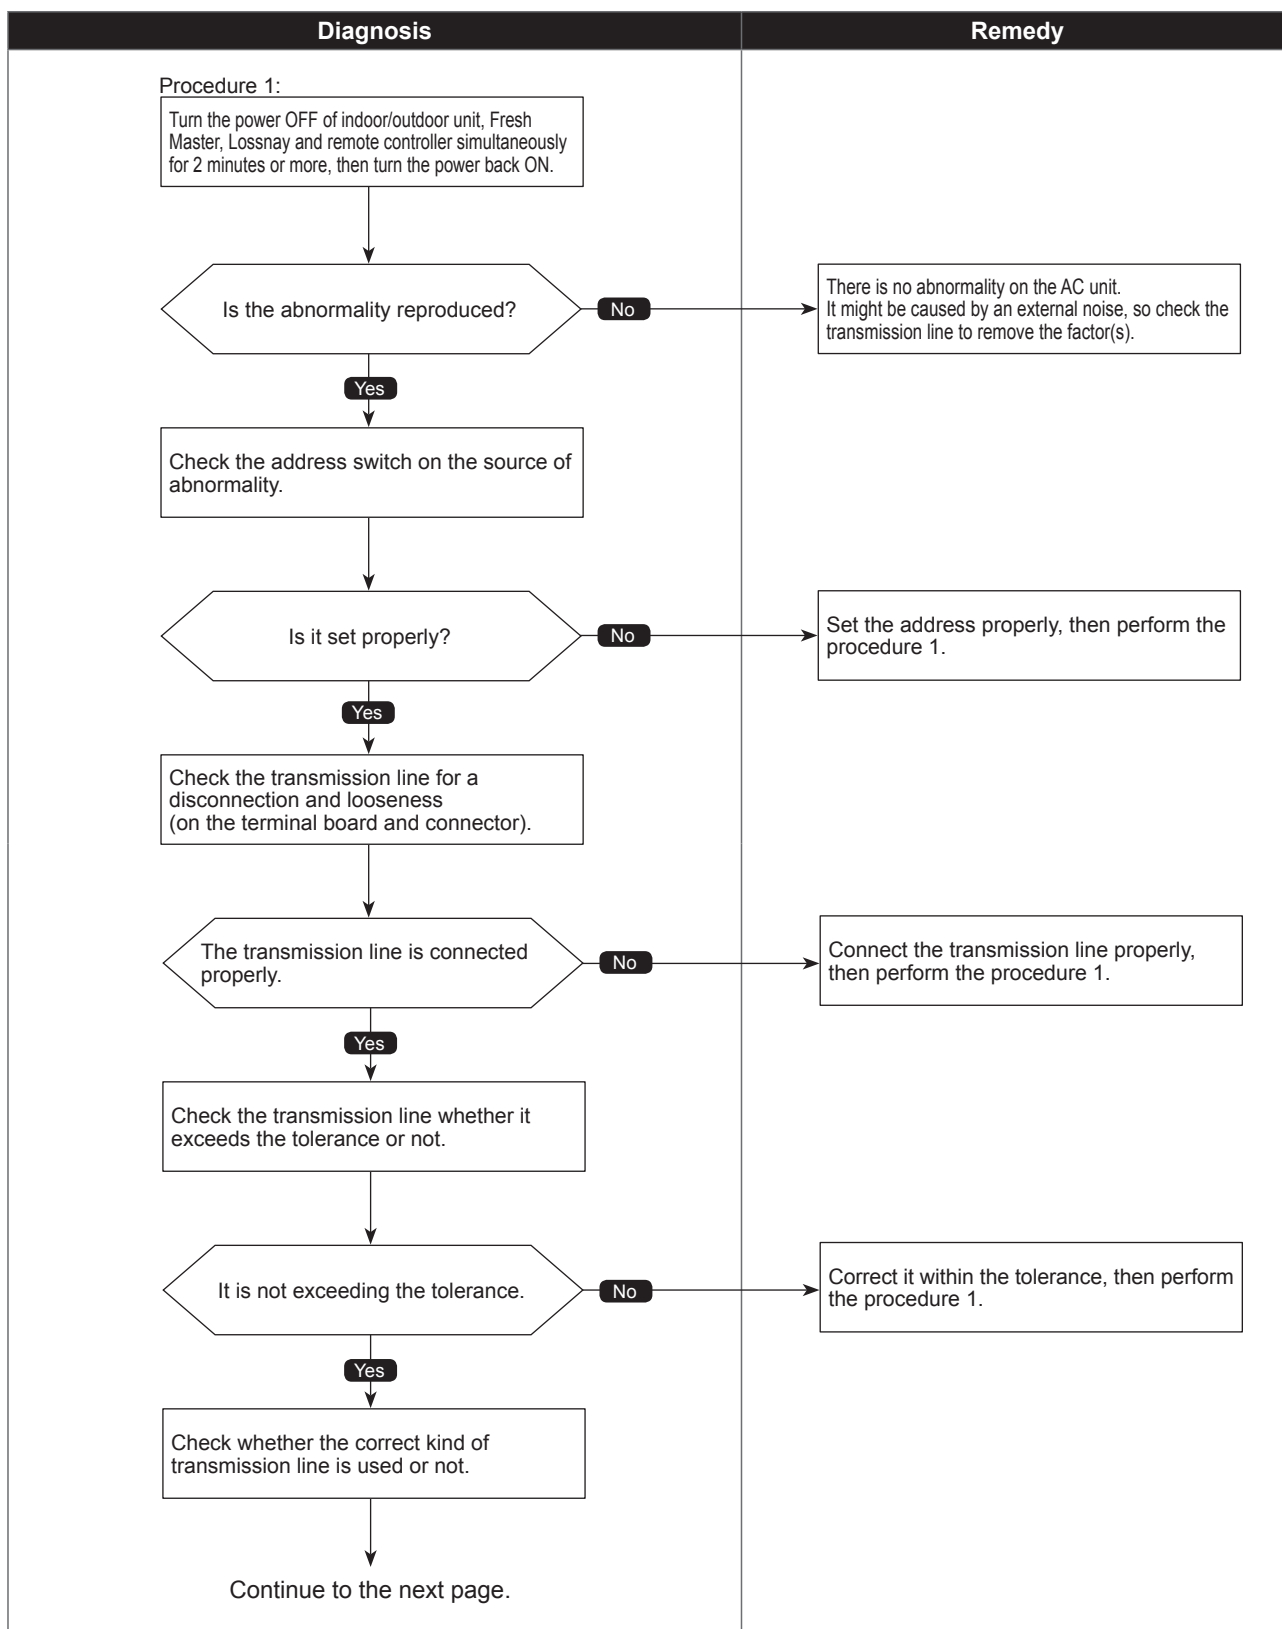 Diagnosis
Remedy
Procedure 1:
Turn the power OFF of indoor/outdoor unit, Fresh
Master, Lossnay and remote controller simultaneously
for 2 minutes or more, then turn the power back ON.
Is the abnormality reproduced?
No
There is no abnormality on the AC unit.
It might be caused by an external noise, so check the
transmission line to remove the factor(s).
Yes
Check the address switch on the source of
abnormality.
Is it set properly?
No
Set the address properly, then perform the
procedure 1.
Yes
Check the transmission line for a
disconnection and looseness
(on the terminal board and connector).
The transmission line is connected
properly.
No
Connect the transmission line properly,
then perform the procedure 1.
Yes
Check the transmission line whether it
exceeds the tolerance or not.
It is not exceeding the tolerance.
No
Correct it within the tolerance, then perform
the procedure 1.
Yes
Check whether the correct kind of
transmission line is used or not.
Continue to the next page.